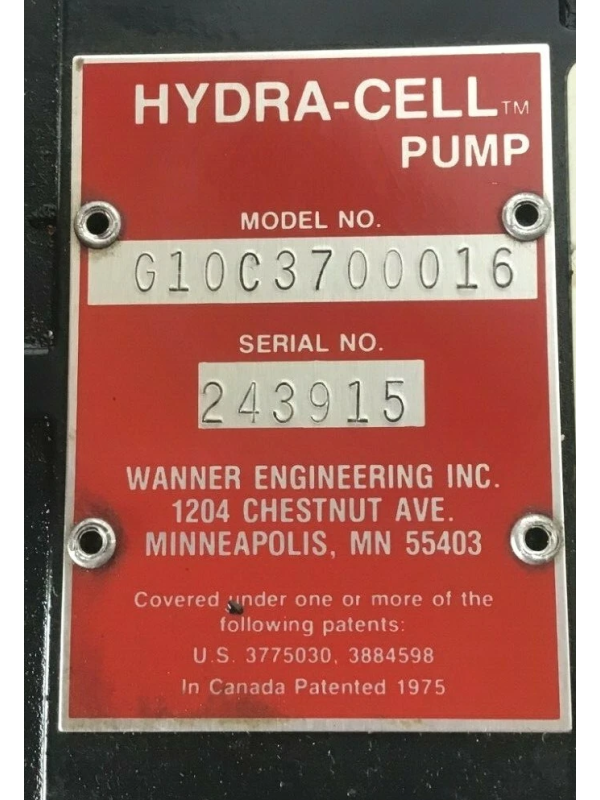 HYDRA-CELL™
PUMP
MODEL NO.
G10C3700016
SERIAL NO.
243915
WANNER ENGINEERING INC.
1204 CHESTNUT AVE.
MINNEAPOLIS, MN 55403
Covered under one or more of the
following patents:
U.S. 3775030, 3884598
In Canada Patented 1975